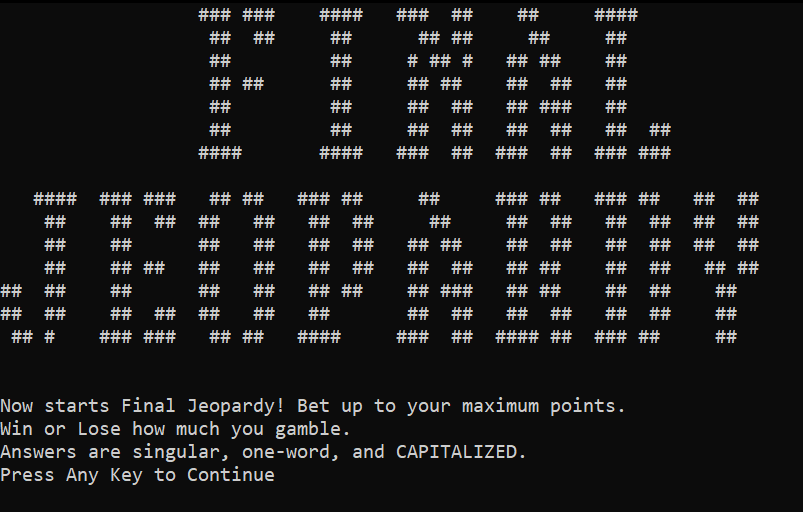 FINAL
JEOPARDY
Now starts Final Jeopardy! Bet up to your maximum points.
Win or Lose how much you gamble.
Answers are singular, one-word, and CAPITALIZED.
Press Any Key to Continue